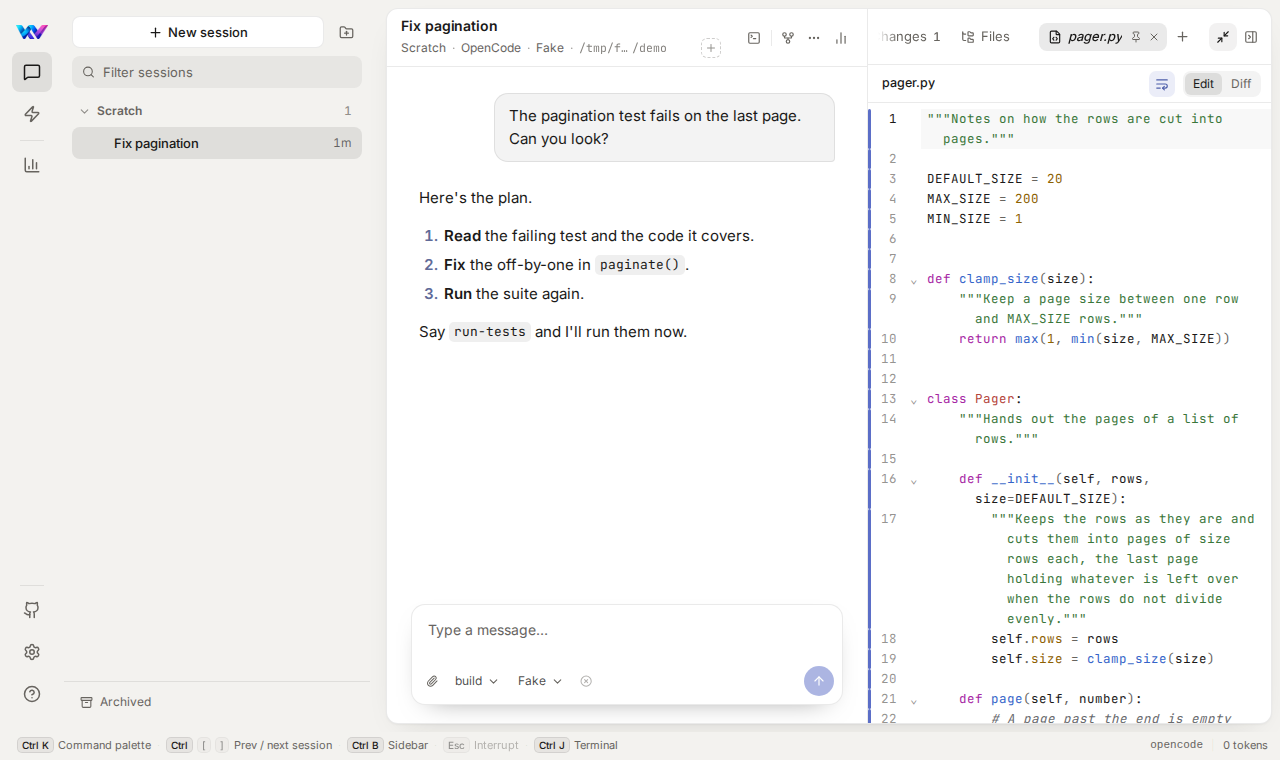 New session
Filter sessions
Scratch 1
Fix pagination 1m
Archived
Fix pagination
Scratch · OpenCode · Fake · /tmp/f… /demo
The pagination test fails on the last page.
Can you look?
Here's the plan.
1. Read the failing test and the code it covers.
2. Fix the off-by-one in paginate().
3. Run the suite again.
Say run-tests and I'll run them now.
Type a message...
build Fake
hanges 1 Files pager.py
pager.py Edit Diff
1 """Notes on how the rows are cut into
pages."""
2
3 DEFAULT_SIZE = 20
4 MAX_SIZE = 200
5 MIN_SIZE = 1
6
7
8 def clamp_size(size):
9 """Keep a page size between one row
and MAX_SIZE rows."""
10 return max(1, min(size, MAX_SIZE))
11
12
13 class Pager:
14 """Hands out the pages of a list of
rows."""
15
16 def __init__(self, rows,
size=DEFAULT_SIZE):
17 """Keeps the rows as they are and
cuts them into pages of size
rows each, the last page
holding whatever is left over
when the rows do not divide
evenly."""
18 self.rows = rows
19 self.size = clamp_size(size)
20
21 def page(self, number):
22 # A page past the end is empty
Ctrl K Command palette Ctrl [ ] Prev / next session Ctrl B Sidebar Esc Interrupt Ctrl J Terminal
opencode 0 tokens